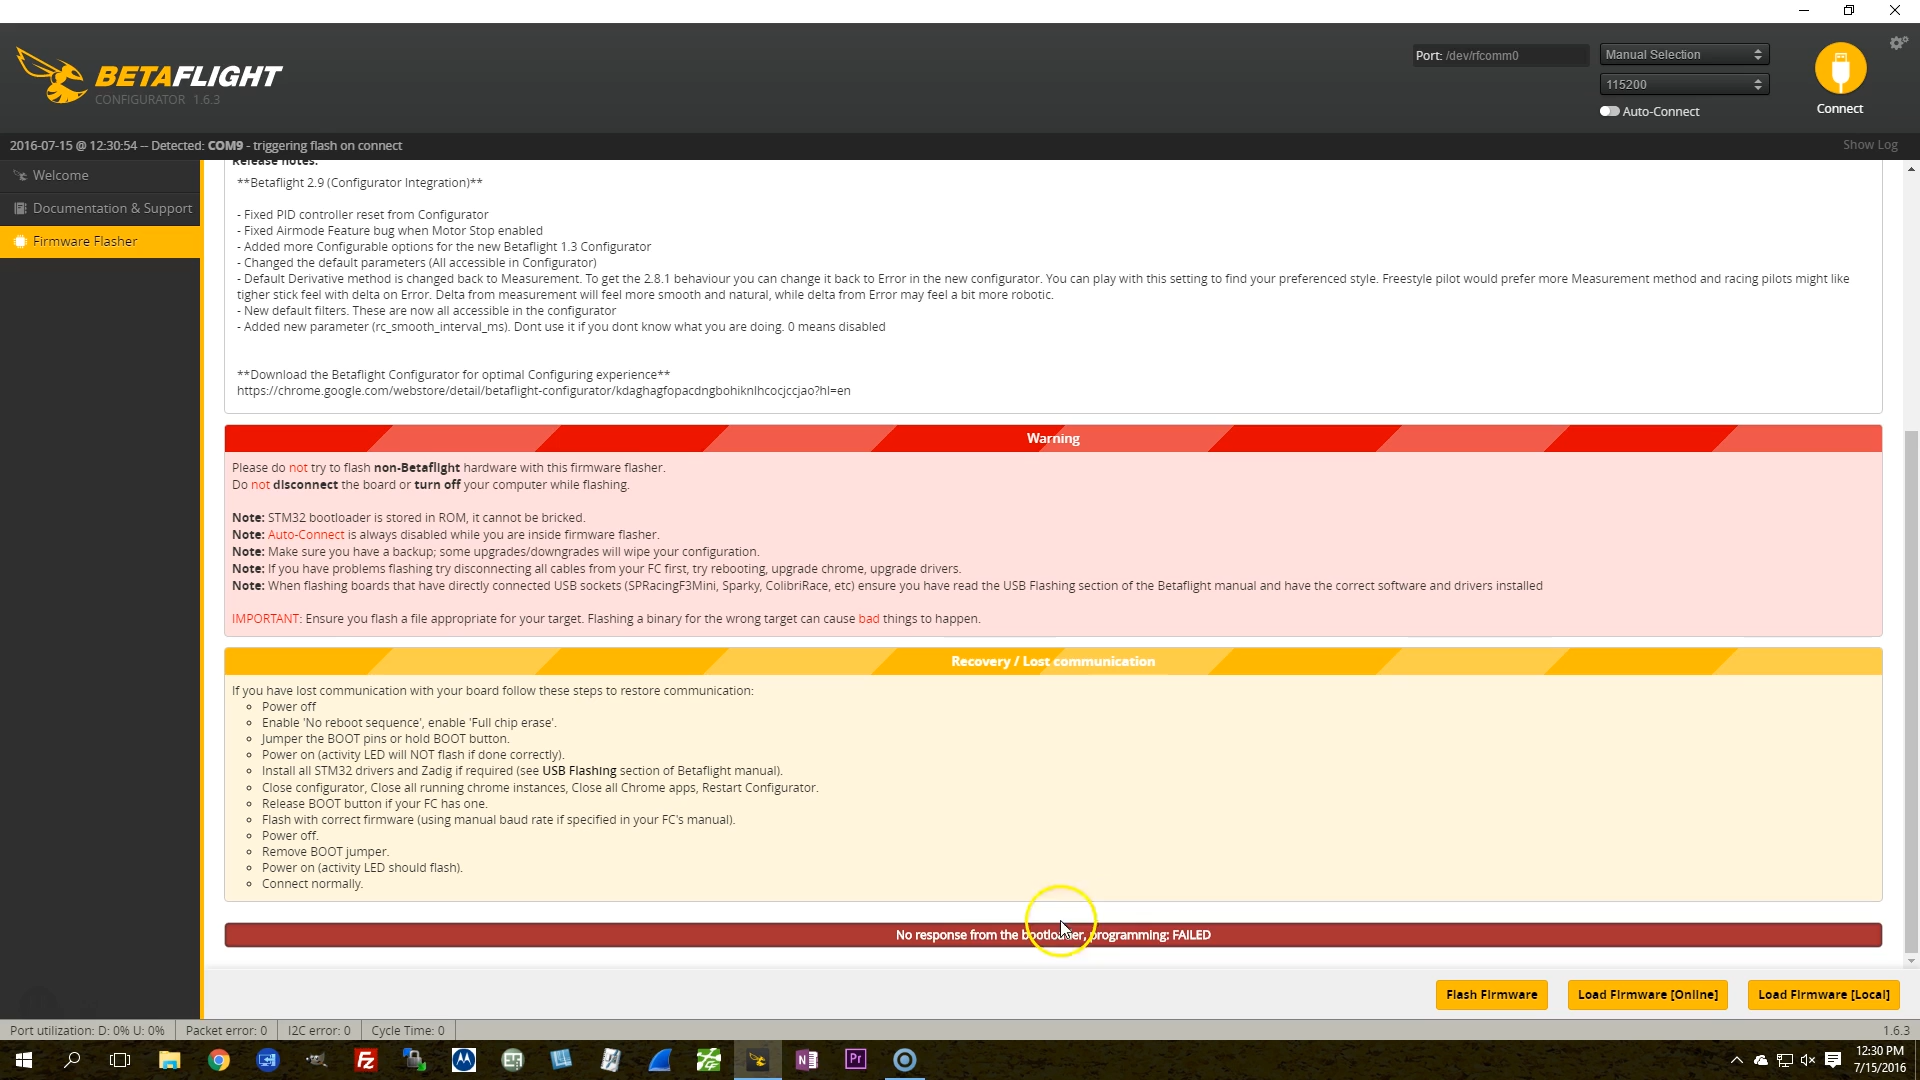 BETAFLIGHT
CONFIGURATOR 1.6.3
Port: /dev/rfcomm0
Manual Selection
115200
Auto-Connect
Connect
2016-07-15 @ 12:30:54 -- Detected: COM9 - triggering flash on connect
Show Log
Welcome
Documentation & Support
Firmware Flasher
Release notes:
**Betaflight 2.9 (Configurator Integration)**
- Fixed PID controller reset from Configurator
- Fixed Airmode Feature bug when Motor Stop enabled
- Added more Configurable options for the new Betaflight 1.3 Configurator
- Changed the default parameters (All accessible in Configurator)
- Default Derivative method is changed back to Measurement. To get the 2.8.1 behaviour you can change it back to Error in the new configurator. You can play with this setting to find your preferenced style. Freestyle pilot would prefer more Measurement method and racing pilots might like
tigher stick feel with delta on Error. Delta from measurement will feel more smooth and natural, while delta from Error may feel a bit more robotic.
- New default filters. These are now all accessible in the configurator
- Added new parameter (rc_smooth_interval_ms). Dont use it if you dont know what you are doing. 0 means disabled
**Download the Betaflight Configurator for optimal Configuring experience**
https://chrome.google.com/webstore/detail/betaflight-configurator/kdaghagfopacdngbohiknlhcocjccjao?hl=en
Warning
Please do not try to flash non-Betaflight hardware with this firmware flasher.
Do not disconnect the board or turn off your computer while flashing.
Note: STM32 bootloader is stored in ROM, it cannot be bricked.
Note: Auto-Connect is always disabled while you are inside firmware flasher.
Note: Make sure you have a backup; some upgrades/downgrades will wipe your configuration.
Note: If you have problems flashing try disconnecting all cables from your FC first, try rebooting, upgrade chrome, upgrade drivers.
Note: When flashing boards that have directly connected USB sockets (SPRacingF3Mini, Sparky, ColibriRace, etc) ensure you have read the USB Flashing section of the Betaflight manual and have the correct software and drivers installed
IMPORTANT: Ensure you flash a file appropriate for your target. Flashing a binary for the wrong target can cause bad things to happen.
Recovery / Lost communication
If you have lost communication with your board follow these steps to restore communication:
Power off
Enable 'No reboot sequence', enable 'Full chip erase'.
Jumper the BOOT pins or hold BOOT button.
Power on (activity LED will NOT flash if done correctly).
Install all STM32 drivers and Zadig if required (see USB Flashing section of Betaflight manual).
Close configurator, Close all running chrome instances, Close all Chrome apps, Restart Configurator.
Release BOOT button if your FC has one.
Flash with correct firmware (using manual baud rate if specified in your FC's manual).
Power off.
Remove BOOT jumper.
Power on (activity LED should flash).
Connect normally.
No response from the bootloader, programming: FAILED
Flash Firmware
Load Firmware [Online]
Load Firmware [Local]
Port utilization: D: 0% U: 0%
Packet error: 0
I2C error: 0
Cycle Time: 0
1.6.3
12:30 PM
7/15/2016